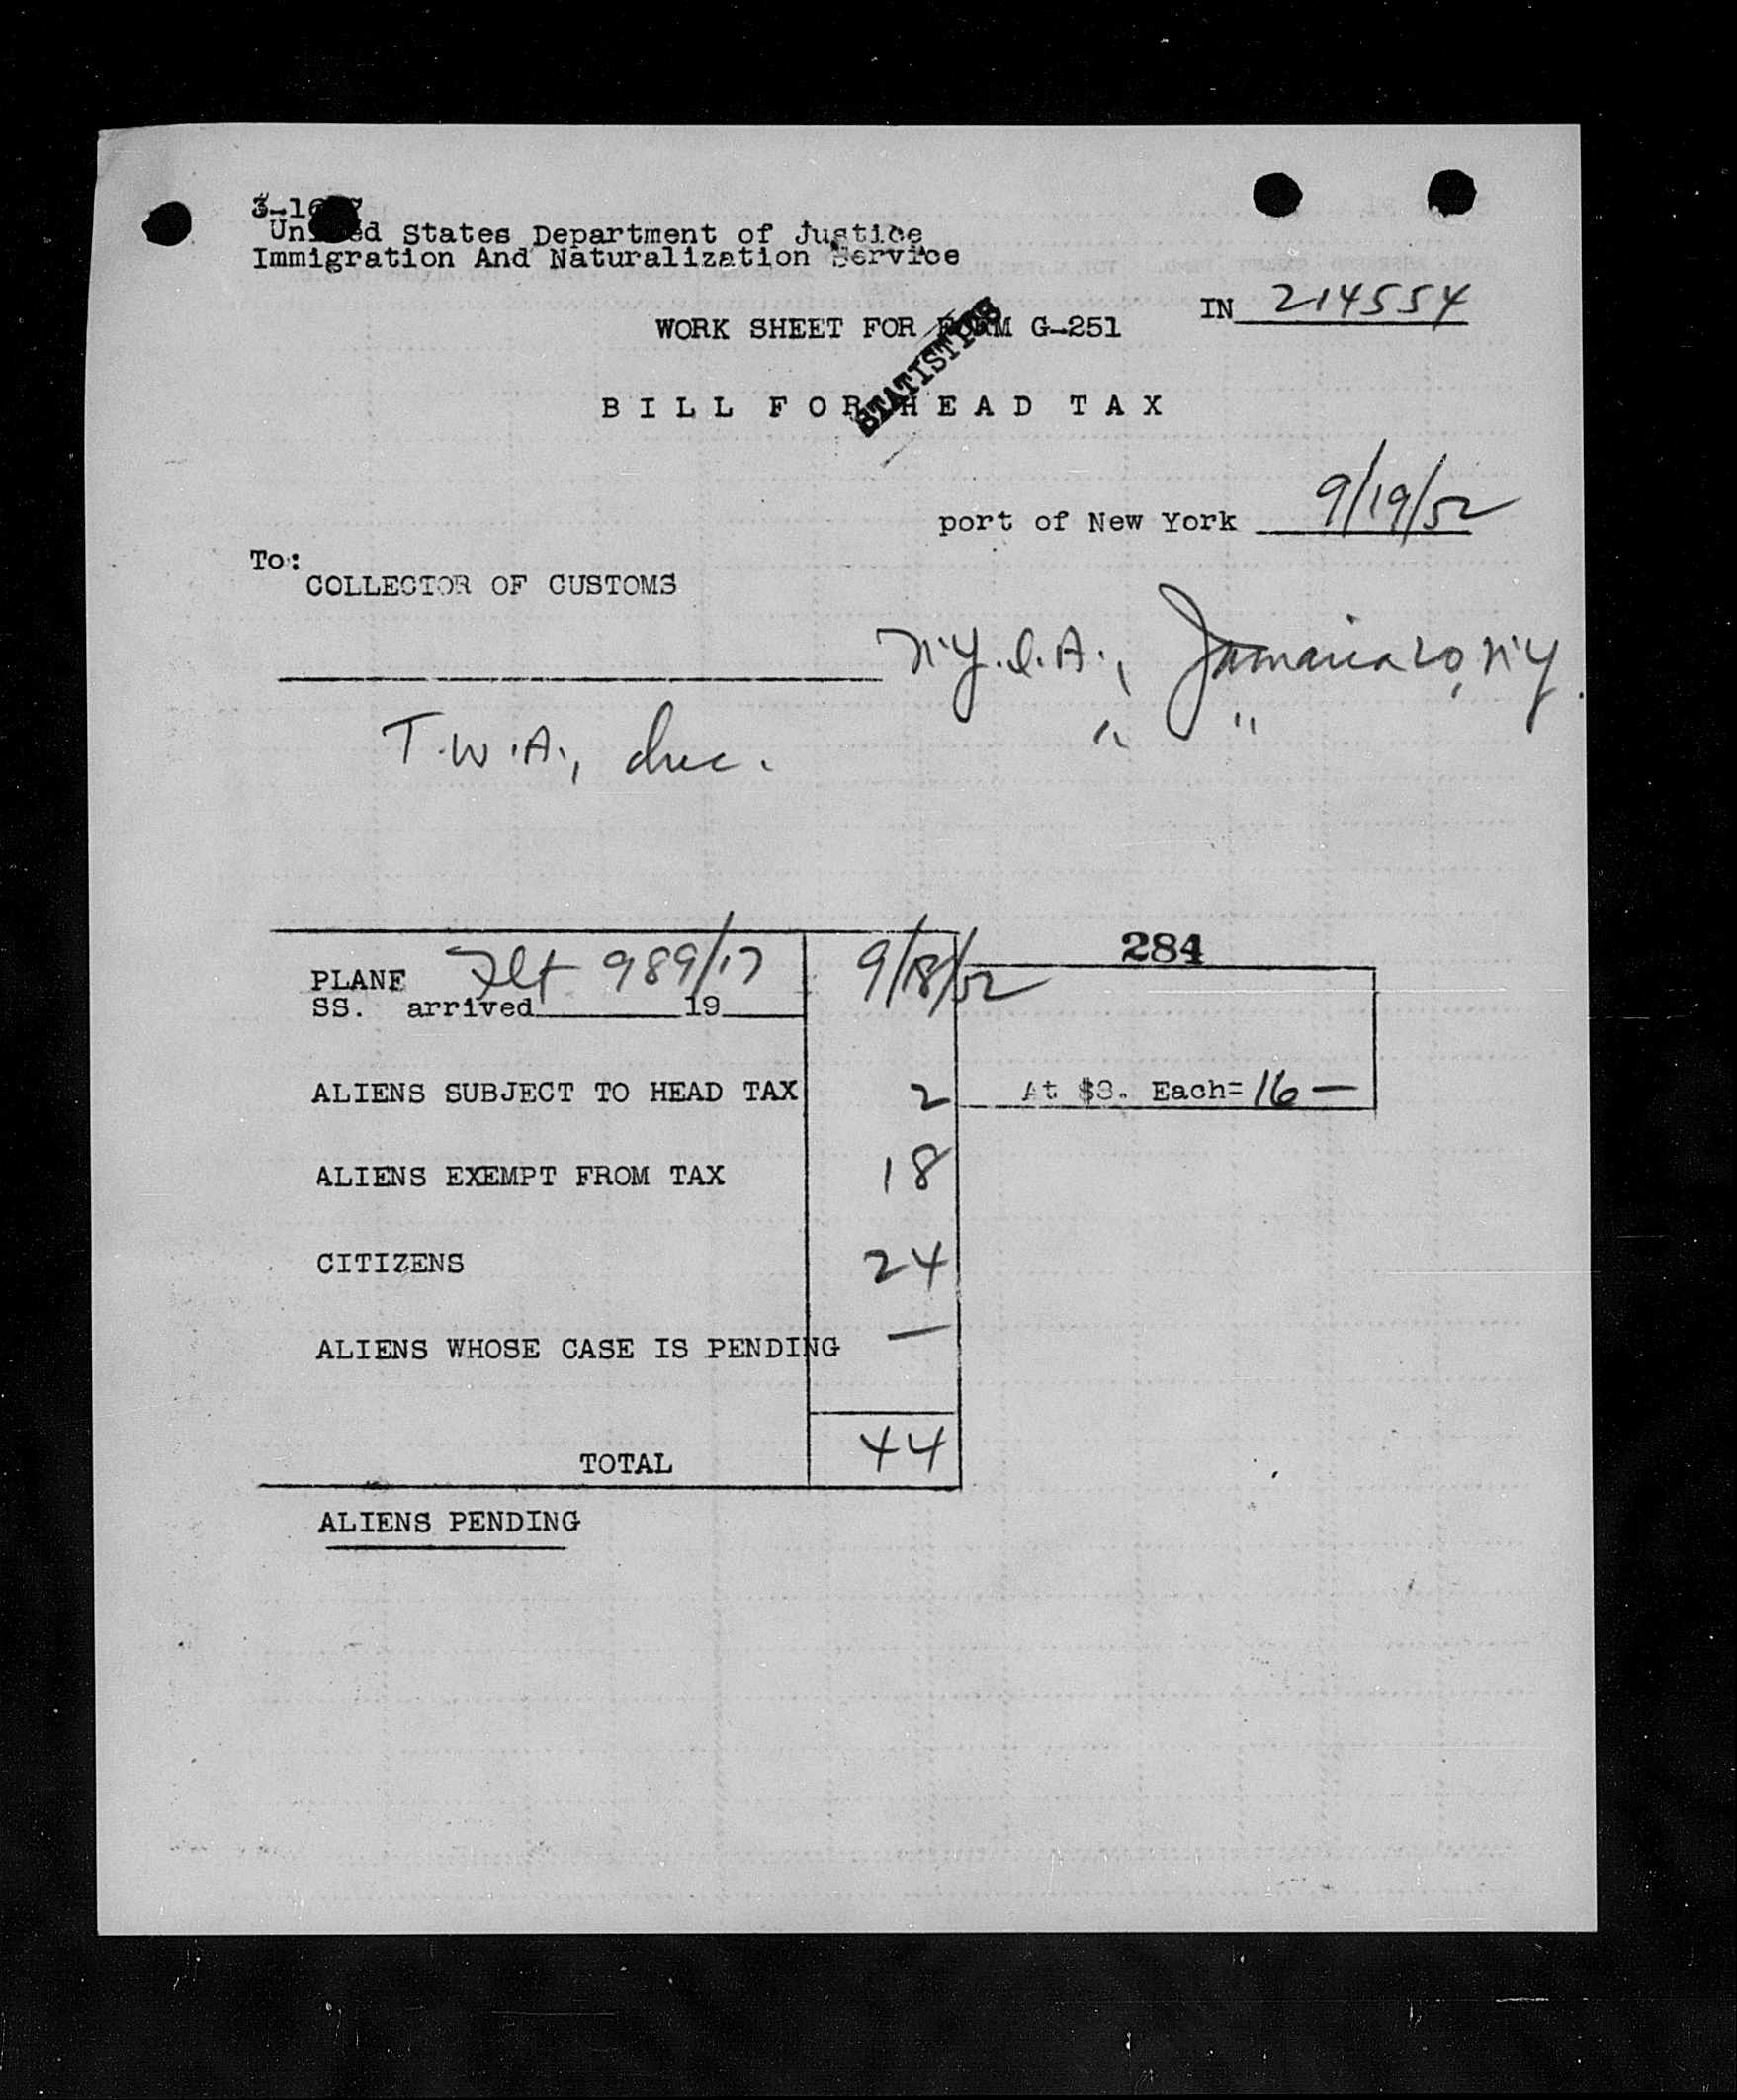 United States Department of Justice
Immigration And Naturalization Service
IN 214554
WORK SHEET FOR FORM G-251
STATISTICS
BILL FOR HEAD TAX
port of New York 9/19/52
To:
COLLECTOR OF CUSTOMS
N.Y.I.A., Jamaica 20, N.Y.
T.W.A., Inc. " "
284
PLANE Flt 989/17 9/18/52
SS. arrived 19
ALIENS SUBJECT TO HEAD TAX 2 At $8. Each= 16 —
ALIENS EXEMPT FROM TAX 18
CITIZENS 24
ALIENS WHOSE CASE IS PENDING —
TOTAL 44
ALIENS PENDING